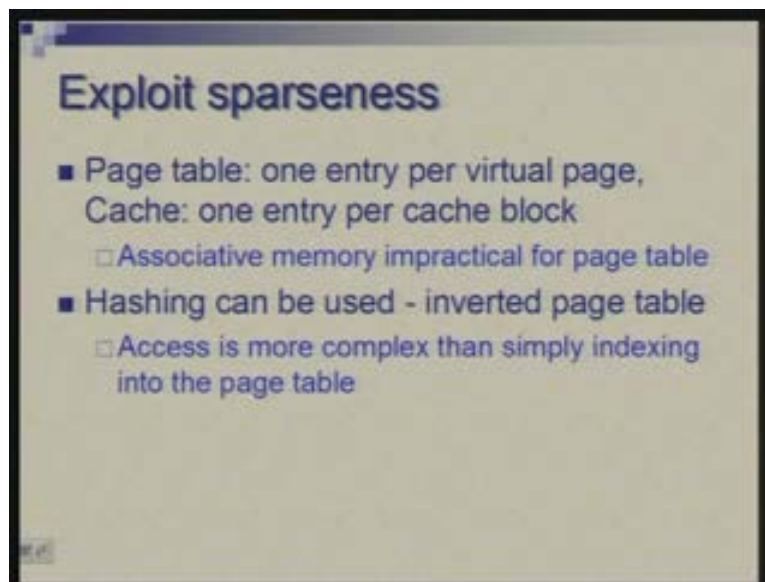 Exploit sparseness
■ Page table: one entry per virtual page,
Cache: one entry per cache block
□ Associative memory impractical for page table
■ Hashing can be used - inverted page table
□ Access is more complex than simply indexing
into the page table